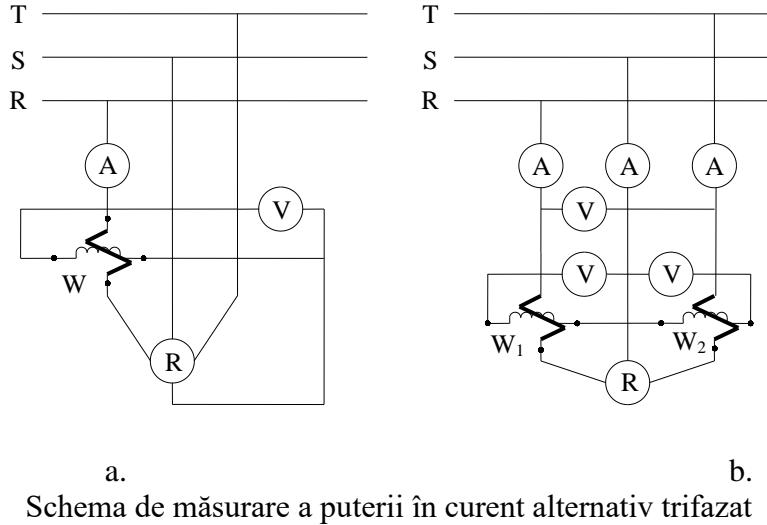 T T
S S
R R
A A A A
V V
V V
W W₁ W₂
R R
a. b.
Schema de măsurare a puterii în curent alternativ trifazat